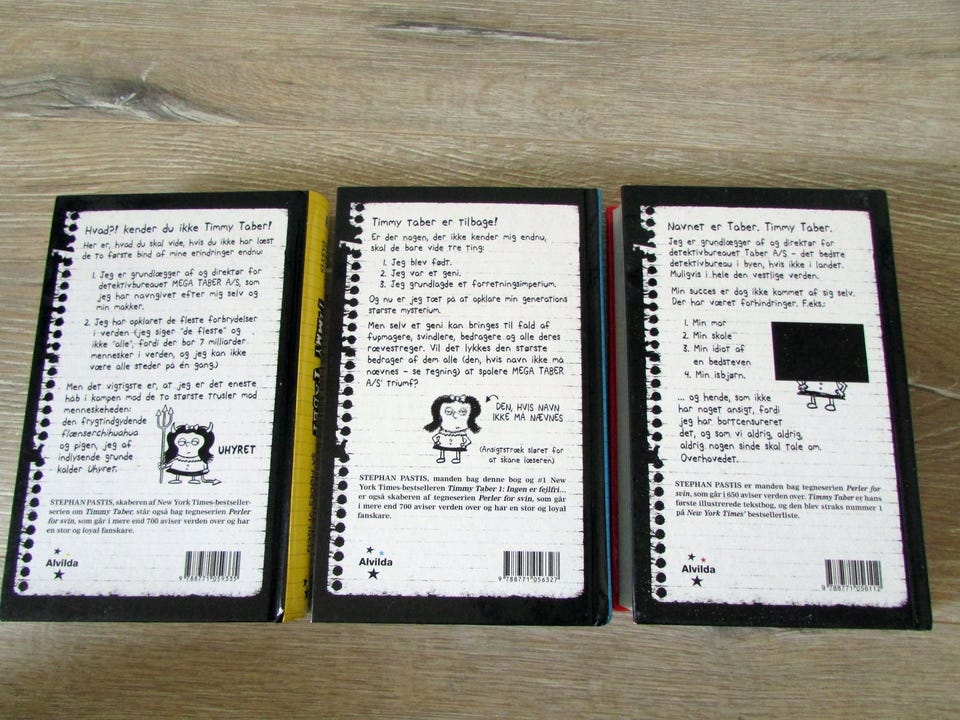 Hvad?! kender du ikke Timmy Taber!
Her er, hvad du skal vide, hvis du ikke har læst
de to første bind af mine erindringer endnu:
1. Jeg er grundlægger af og direktør for
detektivbureauet MEGA TABER A/S, som
jeg har navngivet efter mig selv og
min makker.
2. Jeg har opklaret de fleste forbrydelser
i verden (jeg siger "de fleste" og
ikke "alle", fordi der bor 7 milliarder
mennesker i verden, og jeg kan ikke
være alle steder på én gang.)
Men det vigtigste er, at jeg er det eneste
håb i kampen mod de to største trusler mod
menneskeheden:
den frygtindgydende
flænserchihuahua
og pigen, jeg af
indlysende grunde
kalder Uhyret.
UHYRET
STEPHAN PASTIS, skaberen af New York Times-bestseller-
serien om Timmy Taber, står også bag tegneserien Perler
for svin, som går i mere end 700 aviser verden over og har
en stor og loyal fanskare.
Alvilda
9 788771 059335
Timmy Taber er tilbage!
Er der nogen, der ikke kender mig endnu,
skal de bare vide tre ting:
1. Jeg blev født.
2. Jeg var et geni.
3. Jeg grundlagde et forretningsimperium.
Og nu er jeg tæt på at opklare min generations
største mysterium.
Men selv et geni kan bringes til fald af
fupmagere, svindlere, bedragere og alle deres
rævestreger. Vil det lykkes den største
bedrager af dem alle (den, hvis navn ikke må
nævnes – se tegning) at spolere MEGA TABER
A/S' triumf?
DEN, HVIS NAVN
IKKE MÅ NÆVNES
(Ansigtstræk sløret for
at skåne læseren)
STEPHAN PASTIS, manden bag denne bog og #1 New
York Times-bestselleren Timmy Taber 1: Ingen er fejlfri...
er også skaberen af tegneserien Perler for svin, som går
i mere end 700 aviser verden over og har en stor og loyal
fanskare.
Alvilda
9 788771 056327
Navnet er Taber. Timmy Taber.
Jeg er grundlægger af og direktør for
detektivbureauet Taber A/S – det bedste
detektivbureau i byen, hvis ikke i landet.
Muligvis i hele den vestlige verden.
Min succes er dog ikke kommet af sig selv.
Der har været forhindringer. F.eks.:
1. Min mor
2. Min skole
3. Min idiot af
en bedsteven
4. Min isbjørn.
... og hende, som ikke
har noget ansigt, fordi
jeg har bortcensureret
det, og som vi aldrig, aldrig,
aldrig nogen sinde skal tale om.
Overhovedet.
STEPHAN PASTIS er manden bag tegneserien Perler for
svin, som går i 650 aviser verden over. Timmy Taber er hans
første illustrerede tekstbog, og den blev straks nummer 1
på New York Times' bestsellerliste.
Alvilda
9 788771 056112